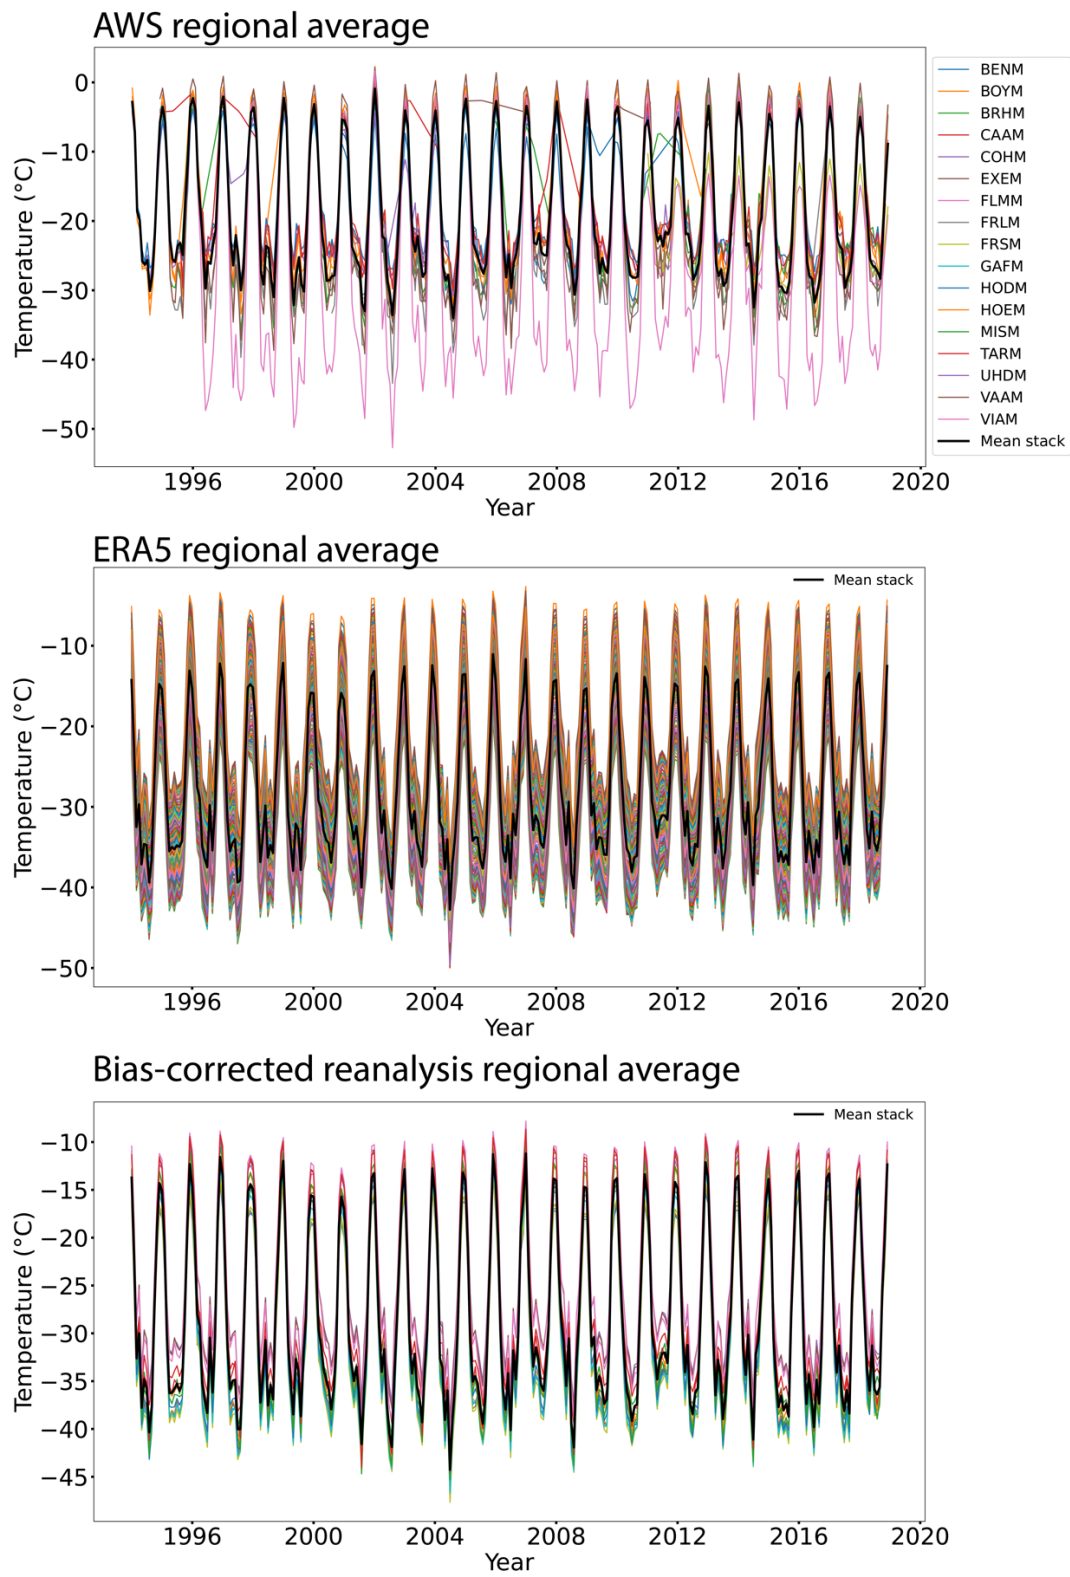 AWS regional average
Temperature (°C)
0
−10
−20
−30
−40
−50
1996 2000 2004 2008 2012 2016 2020
Year
BENM
BOYM
BRHM
CAAM
COHM
EXEM
FLMM
FRLM
FRSM
GAFM
HODM
HOEM
MISM
TARM
UHDM
VAAM
VIAM
Mean stack
ERA5 regional average
Mean stack
Temperature (°C)
−10
−20
−30
−40
−50
1996 2000 2004 2008 2012 2016 2020
Year
Bias-corrected reanalysis regional average
Mean stack
Temperature (°C)
−10
−15
−20
−25
−30
−35
−40
−45
1996 2000 2004 2008 2012 2016 2020
Year